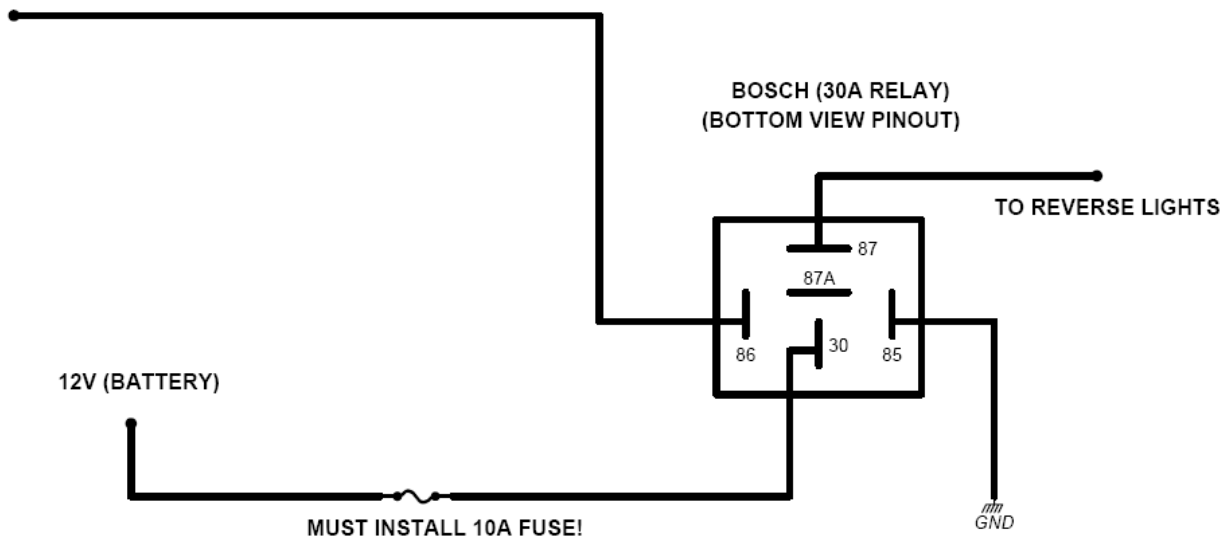 BOSCH (30A RELAY)
(BOTTOM VIEW PINOUT)
TO REVERSE LIGHTS
87
87A
86
30
85
12V (BATTERY)
MUST INSTALL 10A FUSE!
GND